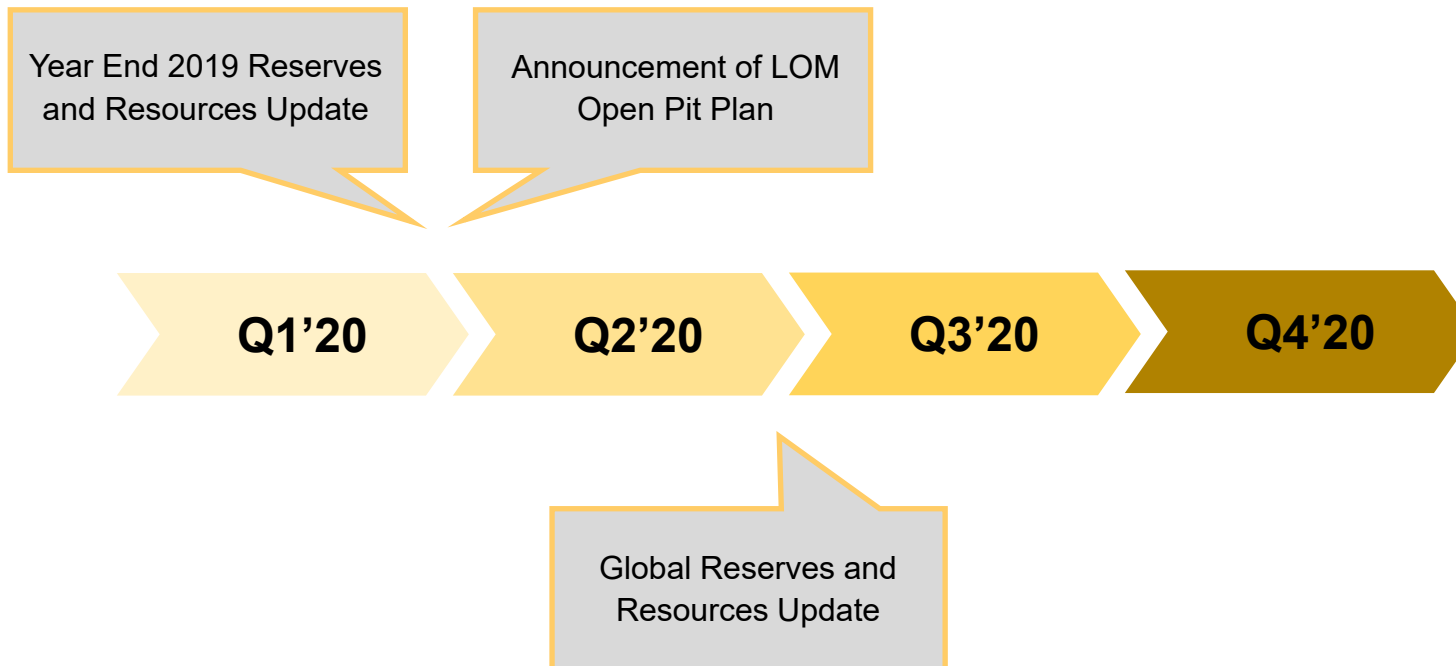 Year End 2019 Reserves
and Resources Update
Announcement of LOM
Open Pit Plan
Q1’20
Q2’20
Q3’20
Q4’20
Global Reserves and
Resources Update